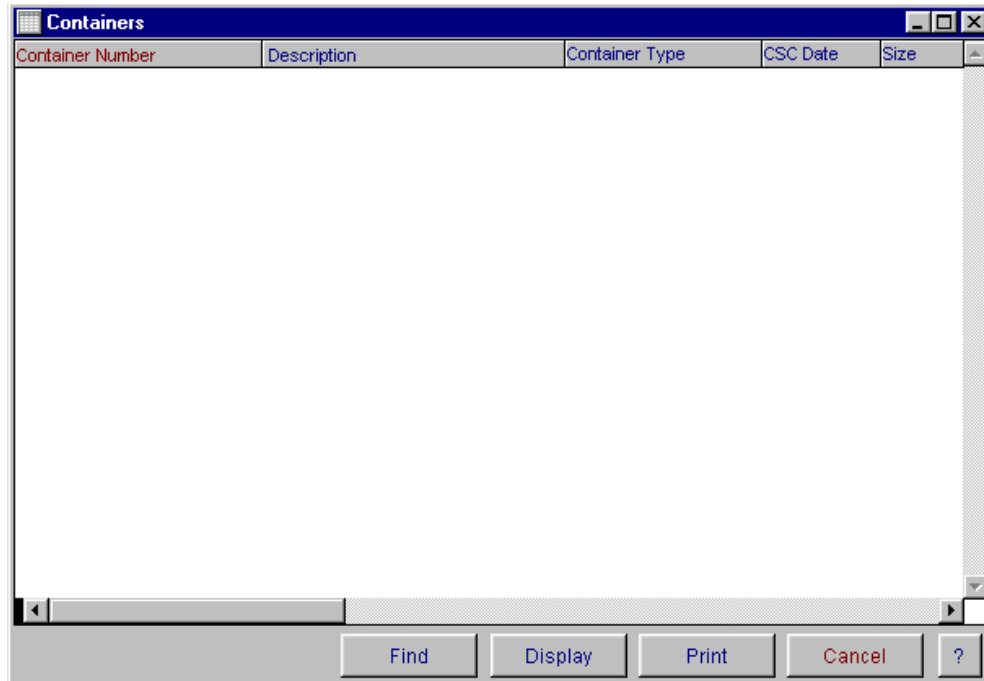 Containers
Container Number Description Container Type CSC Date Size
Find Display Print Cancel ?